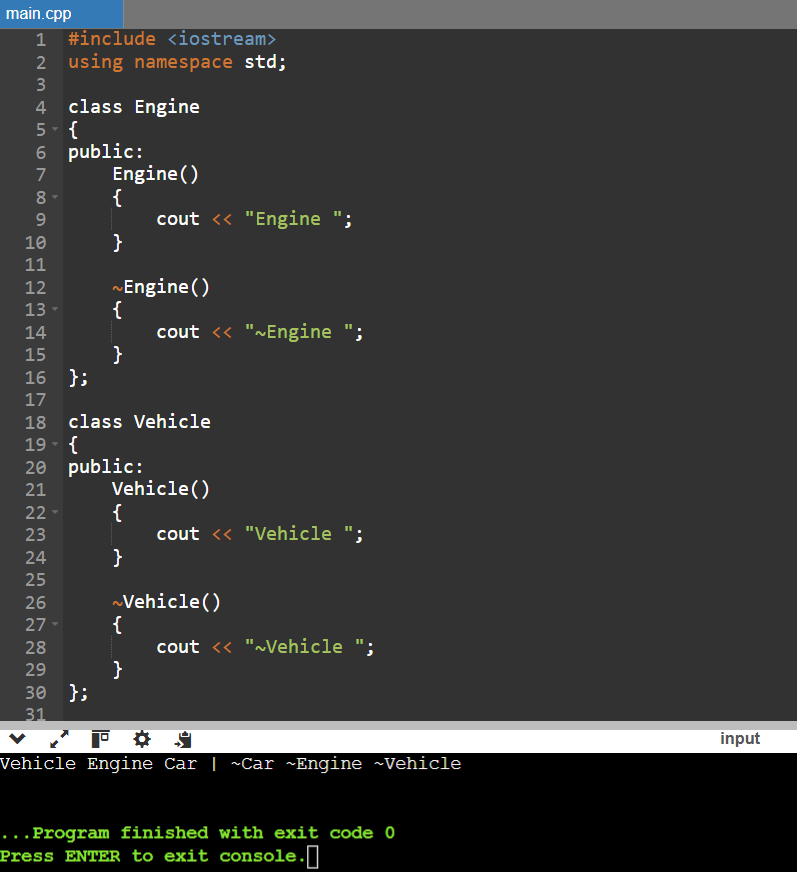 main.cpp
1 #include <iostream>
2 using namespace std;
3
4 class Engine
5 {
6 public:
7     Engine()
8     {
9         cout << "Engine ";
10     }
11
12     ~Engine()
13     {
14         cout << "~Engine ";
15     }
16 };
17
18 class Vehicle
19 {
20 public:
21     Vehicle()
22     {
23         cout << "Vehicle ";
24     }
25
26     ~Vehicle()
27     {
28         cout << "~Vehicle ";
29     }
30 };
31
input
Vehicle Engine Car | ~Car ~Engine ~Vehicle
...Program finished with exit code 0
Press ENTER to exit console.